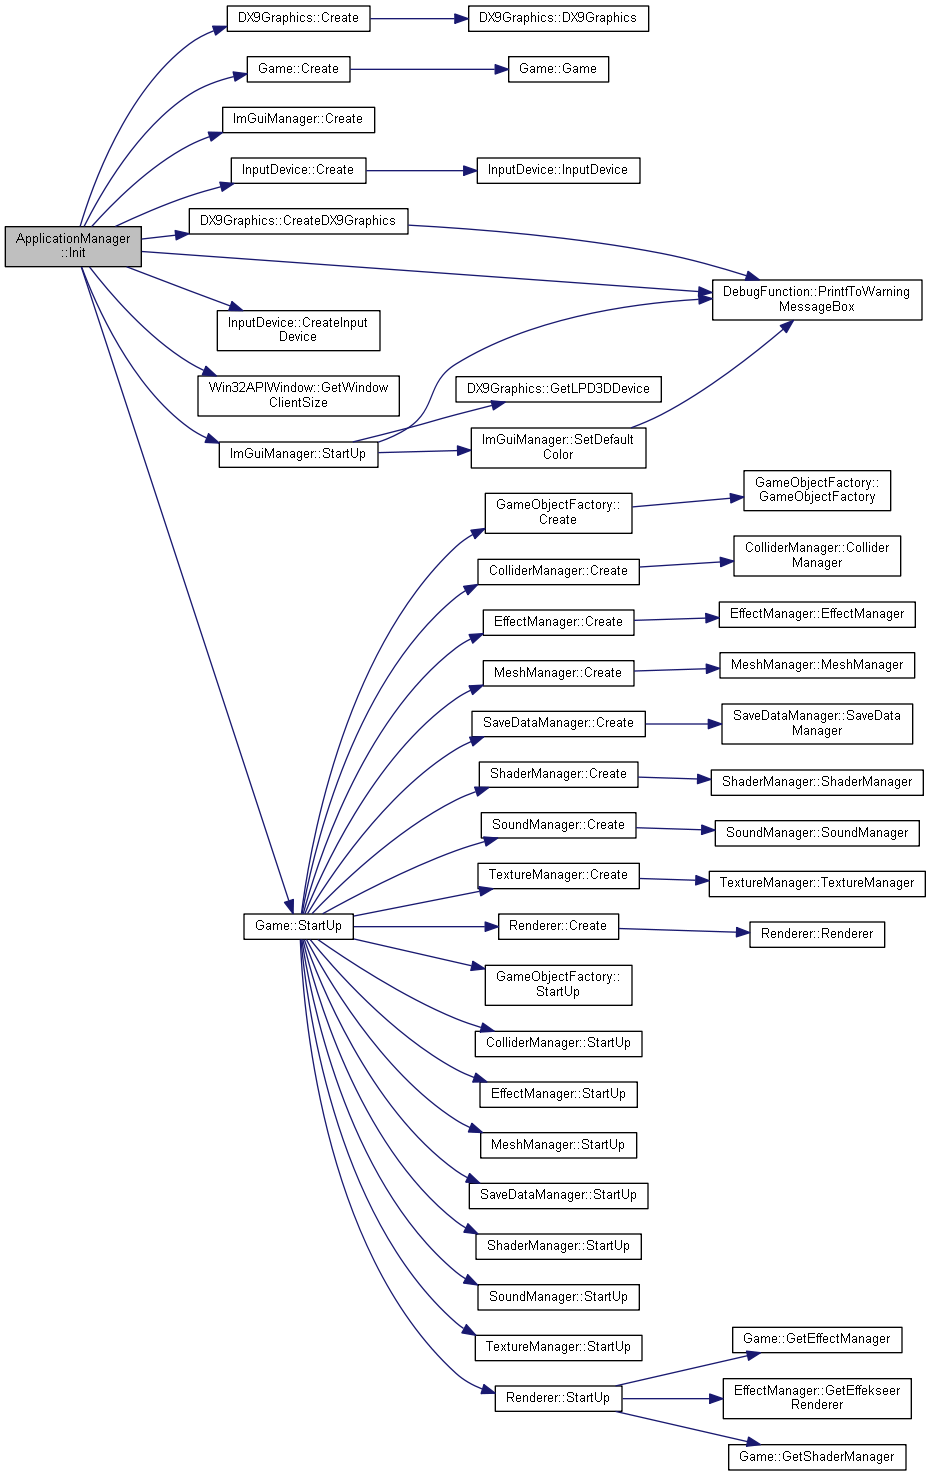 DX9Graphics::Create
DX9Graphics::DX9Graphics
Game::Create
Game::Game
ImGuiManager::Create
InputDevice::Create
InputDevice::InputDevice
DX9Graphics::CreateDX9Graphics
ApplicationManager
::Init
DebugFunction::PrintfToWarning
MessageBox
InputDevice::CreateInput
Device
Win32APIWindow::GetWindow
ClientSize
DX9Graphics::GetLPD3DDevice
ImGuiManager::StartUp
ImGuiManager::SetDefault
Color
GameObjectFactory::
Create
GameObjectFactory::
GameObjectFactory
ColliderManager::Create
ColliderManager::Collider
Manager
EffectManager::Create
EffectManager::EffectManager
MeshManager::Create
MeshManager::MeshManager
SaveDataManager::Create
SaveDataManager::SaveData
Manager
ShaderManager::Create
ShaderManager::ShaderManager
SoundManager::Create
SoundManager::SoundManager
TextureManager::Create
TextureManager::TextureManager
Game::StartUp
Renderer::Create
Renderer::Renderer
GameObjectFactory::
StartUp
ColliderManager::StartUp
EffectManager::StartUp
MeshManager::StartUp
SaveDataManager::StartUp
ShaderManager::StartUp
SoundManager::StartUp
TextureManager::StartUp
Game::GetEffectManager
Renderer::StartUp
EffectManager::GetEffekseer
Renderer
Game::GetShaderManager